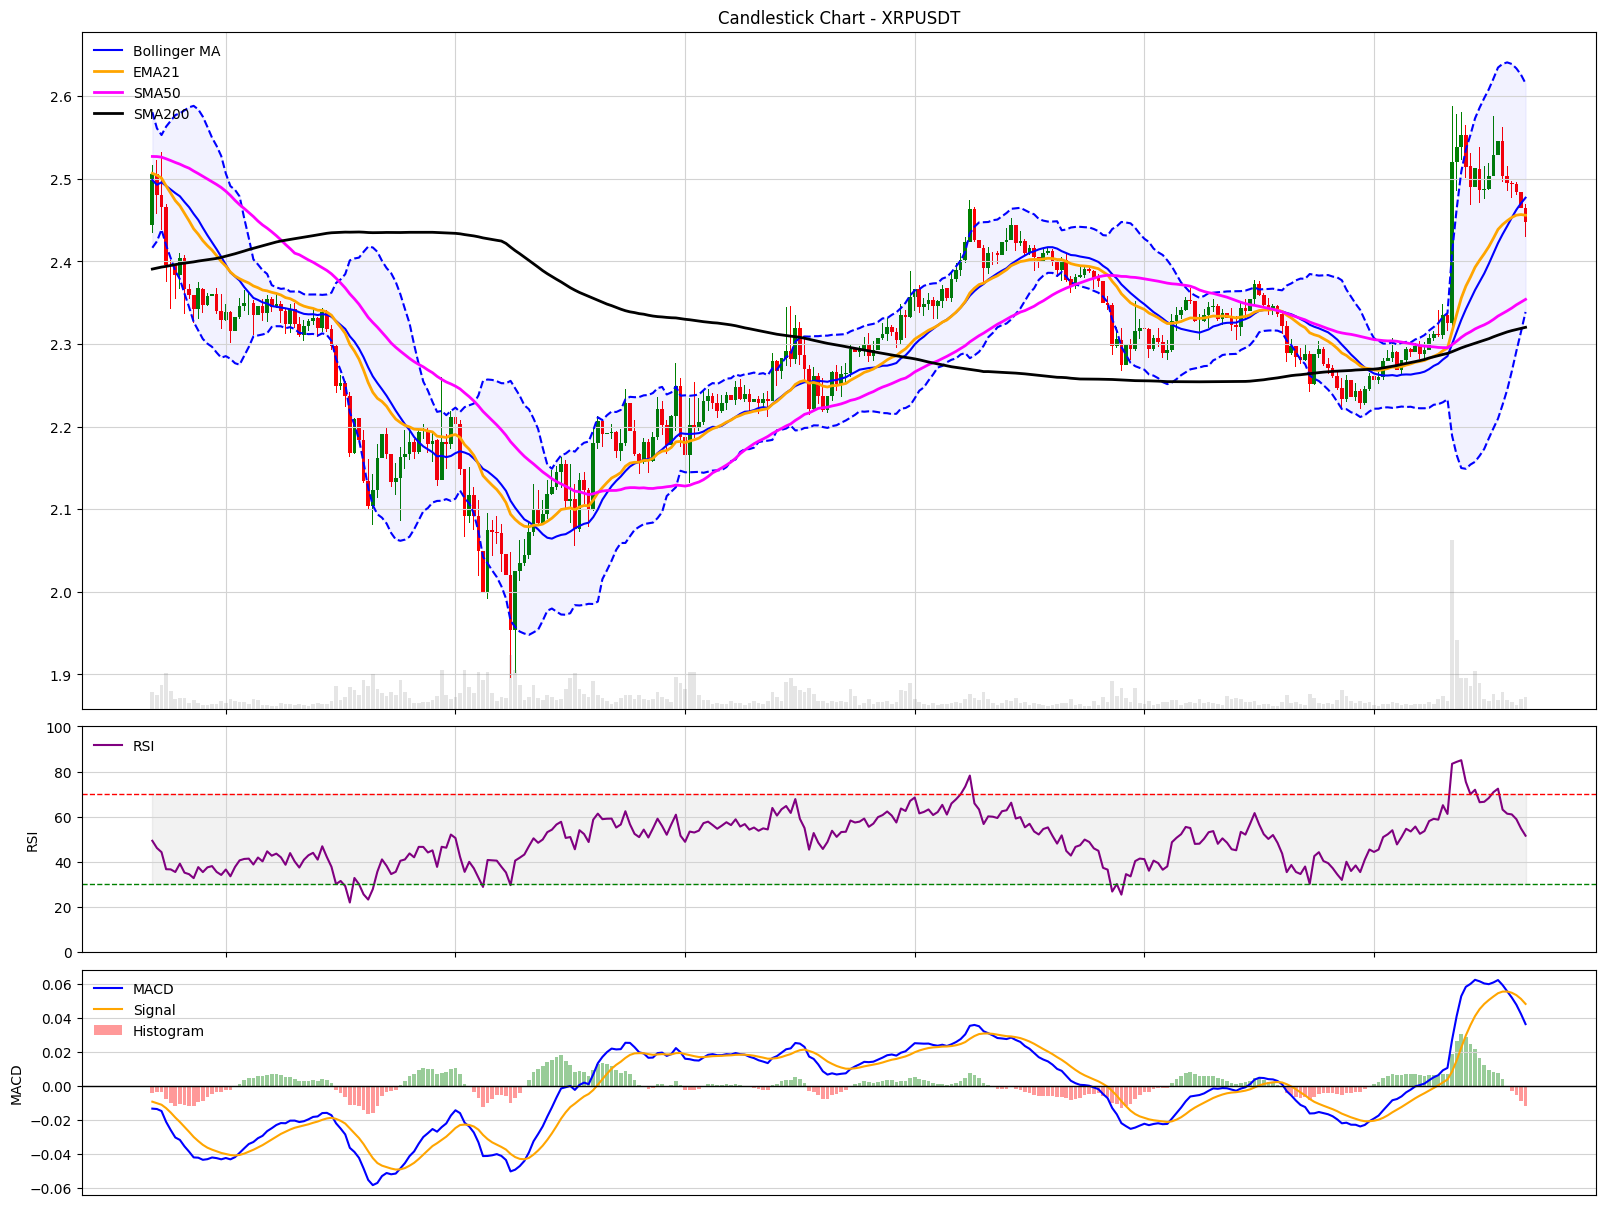 Candlestick Chart - XRPUSDT
Bollinger MA
EMA21
SMA50
SMA200
2.6
2.5
2.4
2.3
2.2
2.1
2.0
1.9
RSI
100
80
60
40
20
0
RSI
MACD
Signal
Histogram
0.06
0.04
0.02
0.00
−0.02
−0.04
−0.06
MACD